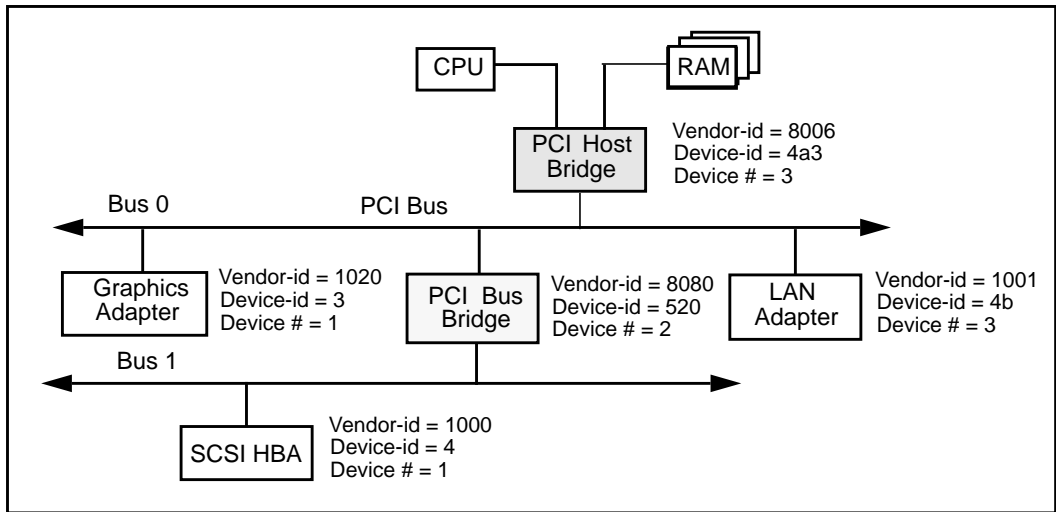 CPU
RAM
PCI Host
Bridge
Vendor-id = 8006
Device-id = 4a3
Device # = 3
Bus 0
PCI Bus
Graphics
Adapter
Vendor-id = 1020
Device-id = 3
Device # = 1
PCI Bus
Bridge
Vendor-id = 8080
Device-id = 520
Device # = 2
LAN
Adapter
Vendor-id = 1001
Device-id = 4b
Device # = 3
Bus 1
SCSI HBA
Vendor-id = 1000
Device-id = 4
Device # = 1